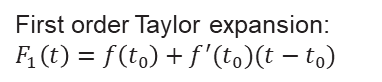 First order Taylor expansion:
F₁(t) = f(t₀) + f′(t₀)(t − t₀)